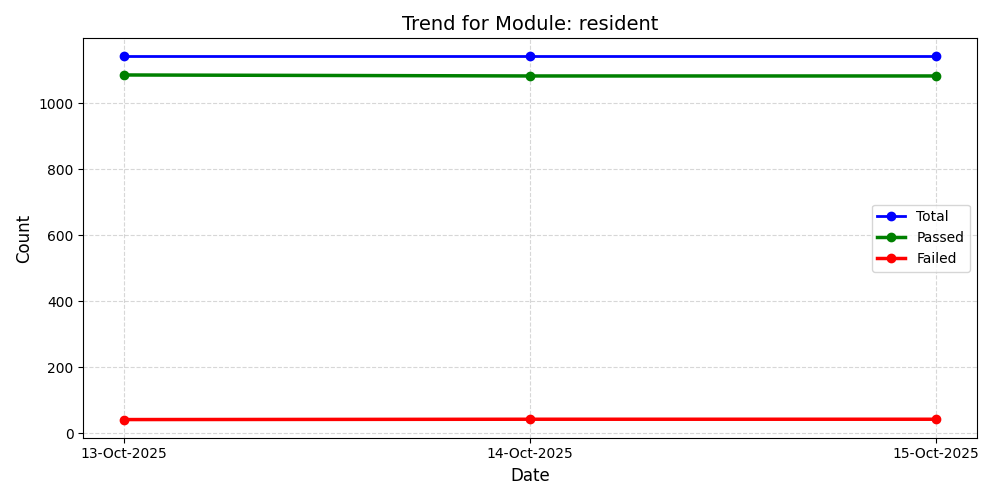 Trend for Module: resident
Count
1000
800
600
400
200
0
Total
Passed
Failed
13-Oct-2025
14-Oct-2025
15-Oct-2025
Date